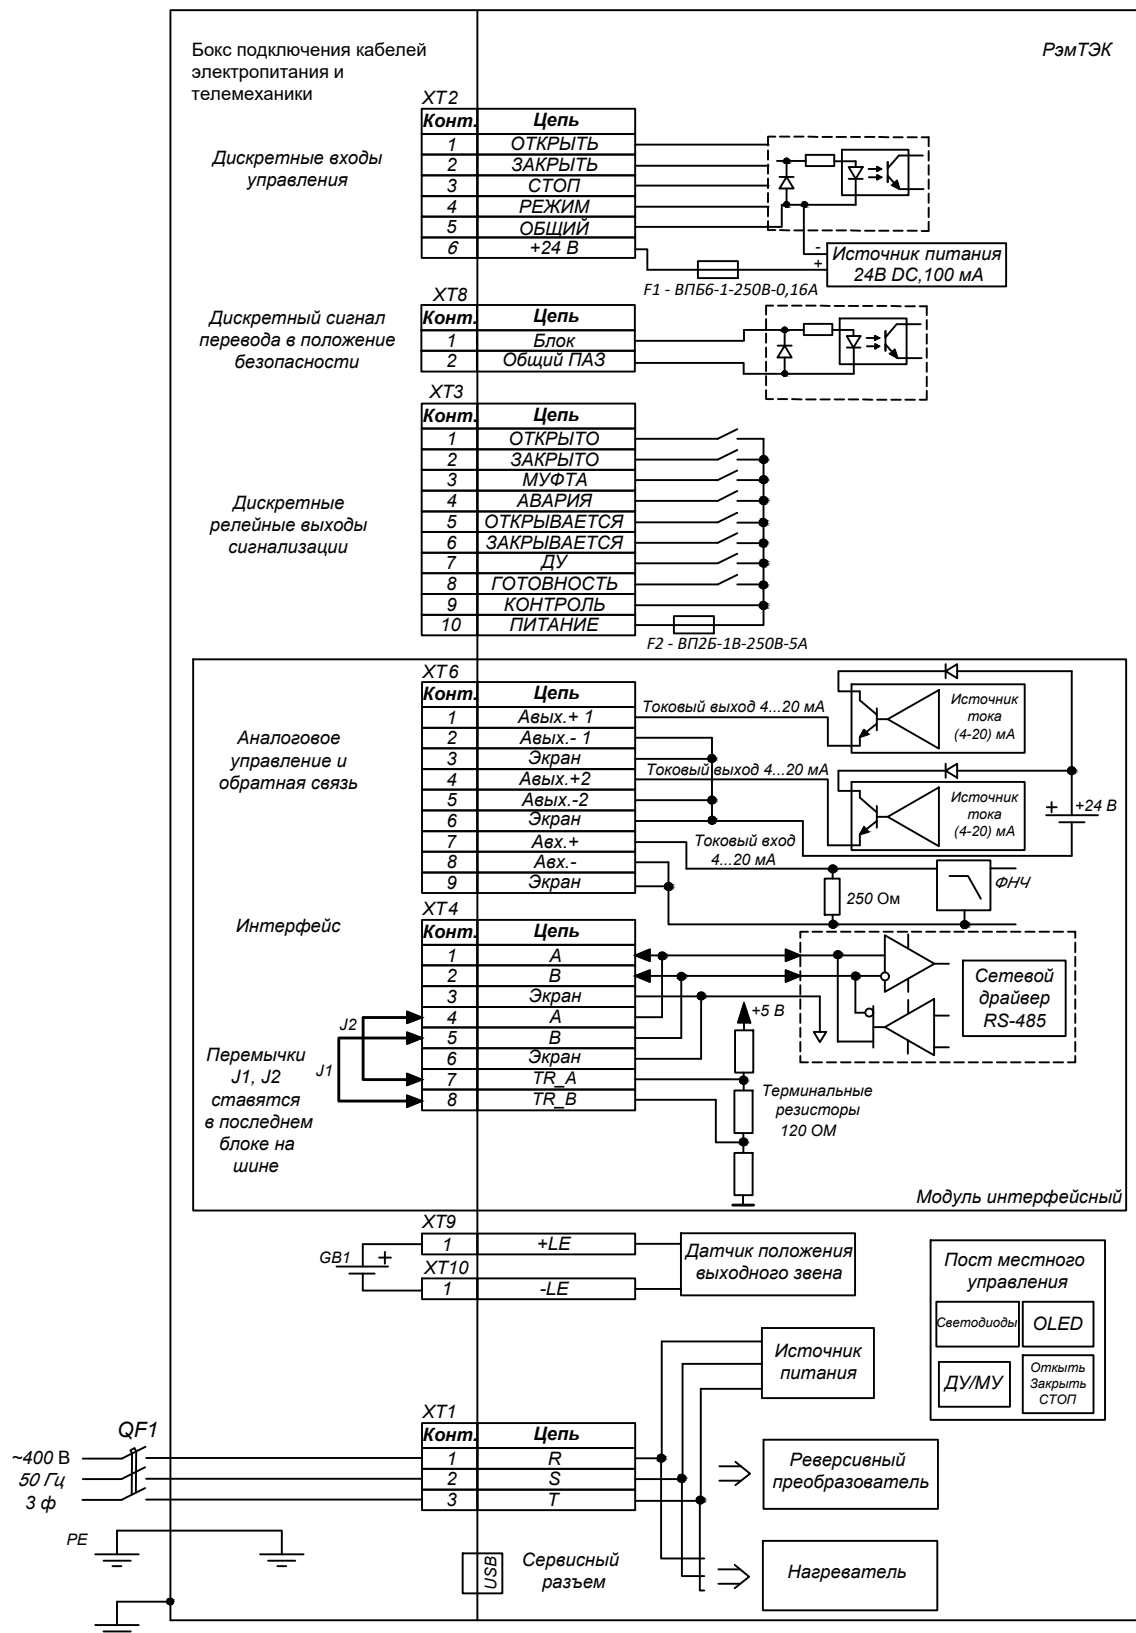 Бокс подключения кабелей
электропитания и
телемеханики
РэмТЭК
XT2
Конт. Цепь
1 ОТКРЫТЬ
2 ЗАКРЫТЬ
3 СТОП
4 РЕЖИМ
5 ОБЩИЙ
6 +24 В
Дискретные входы
управления
-
+
Источник питания
24В DC,100 мА
F1 - ВПБ6-1-250В-0,16А
XT8
Конт. Цепь
1 Блок
2 Общий ПАЗ
Дискретный сигнал
перевода в положение
безопасности
XT3
Конт. Цепь
1 ОТКРЫТО
2 ЗАКРЫТО
3 МУФТА
4 АВАРИЯ
5 ОТКРЫВАЕТСЯ
6 ЗАКРЫВАЕТСЯ
7 ДУ
8 ГОТОВНОСТЬ
9 КОНТРОЛЬ
10 ПИТАНИЕ
Дискретные
релейные выходы
сигнализации
F2 - ВП2Б-1В-250В-5А
XT6
Конт. Цепь
1 Авых.+ 1
2 Авых.- 1
3 Экран
4 Авых.+2
5 Авых.-2
6 Экран
7 Авх.+
8 Авх.-
9 Экран
Аналоговое
управление и
обратная связь
Токовый выход 4...20 мА
Источник
тока
(4-20) мА
Токовый выход 4...20 мА
Источник
тока
(4-20) мА
+ +24 В
Токовый вход
4...20 мА
250 Ом
ФНЧ
Интерфейс
XT4
Конт. Цепь
1 A
2 B
3 Экран
4 A
5 B
6 Экран
7 TR_A
8 TR_B
J2
J1
Перемычки
J1, J2
ставятся
в последнем
блоке на
шине
+5 В
Терминальные
резисторы
120 ОМ
Сетевой
драйвер
RS-485
Модуль интерфейсный
XT9
1 +LE
XT10
1 -LE
GB1 +
Датчик положения
выходного звена
Пост местного
управления
Светодиоды
OLED
ДУ/МУ
Откыть
Закрыть
СТОП
Источник
питания
XT1
Конт. Цепь
1 R
2 S
3 T
QF1
~400 В
50 Гц
3 ф
Реверсивный
преобразователь
PE
USB
Сервисный
разъем
Нагреватель